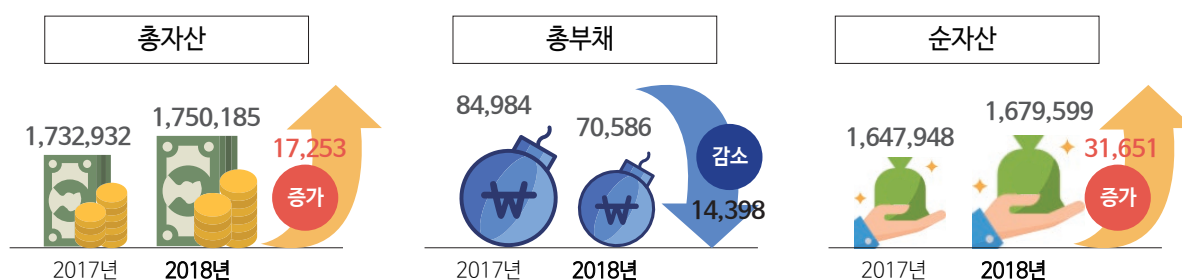 총자산
1,732,932
1,750,185
17,253
증가
2017년
2018년
총부채
84,984
70,586
감소
14,398
₩
₩
2017년
2018년
순자산
1,647,948
1,679,599
31,651
증가
2017년
2018년